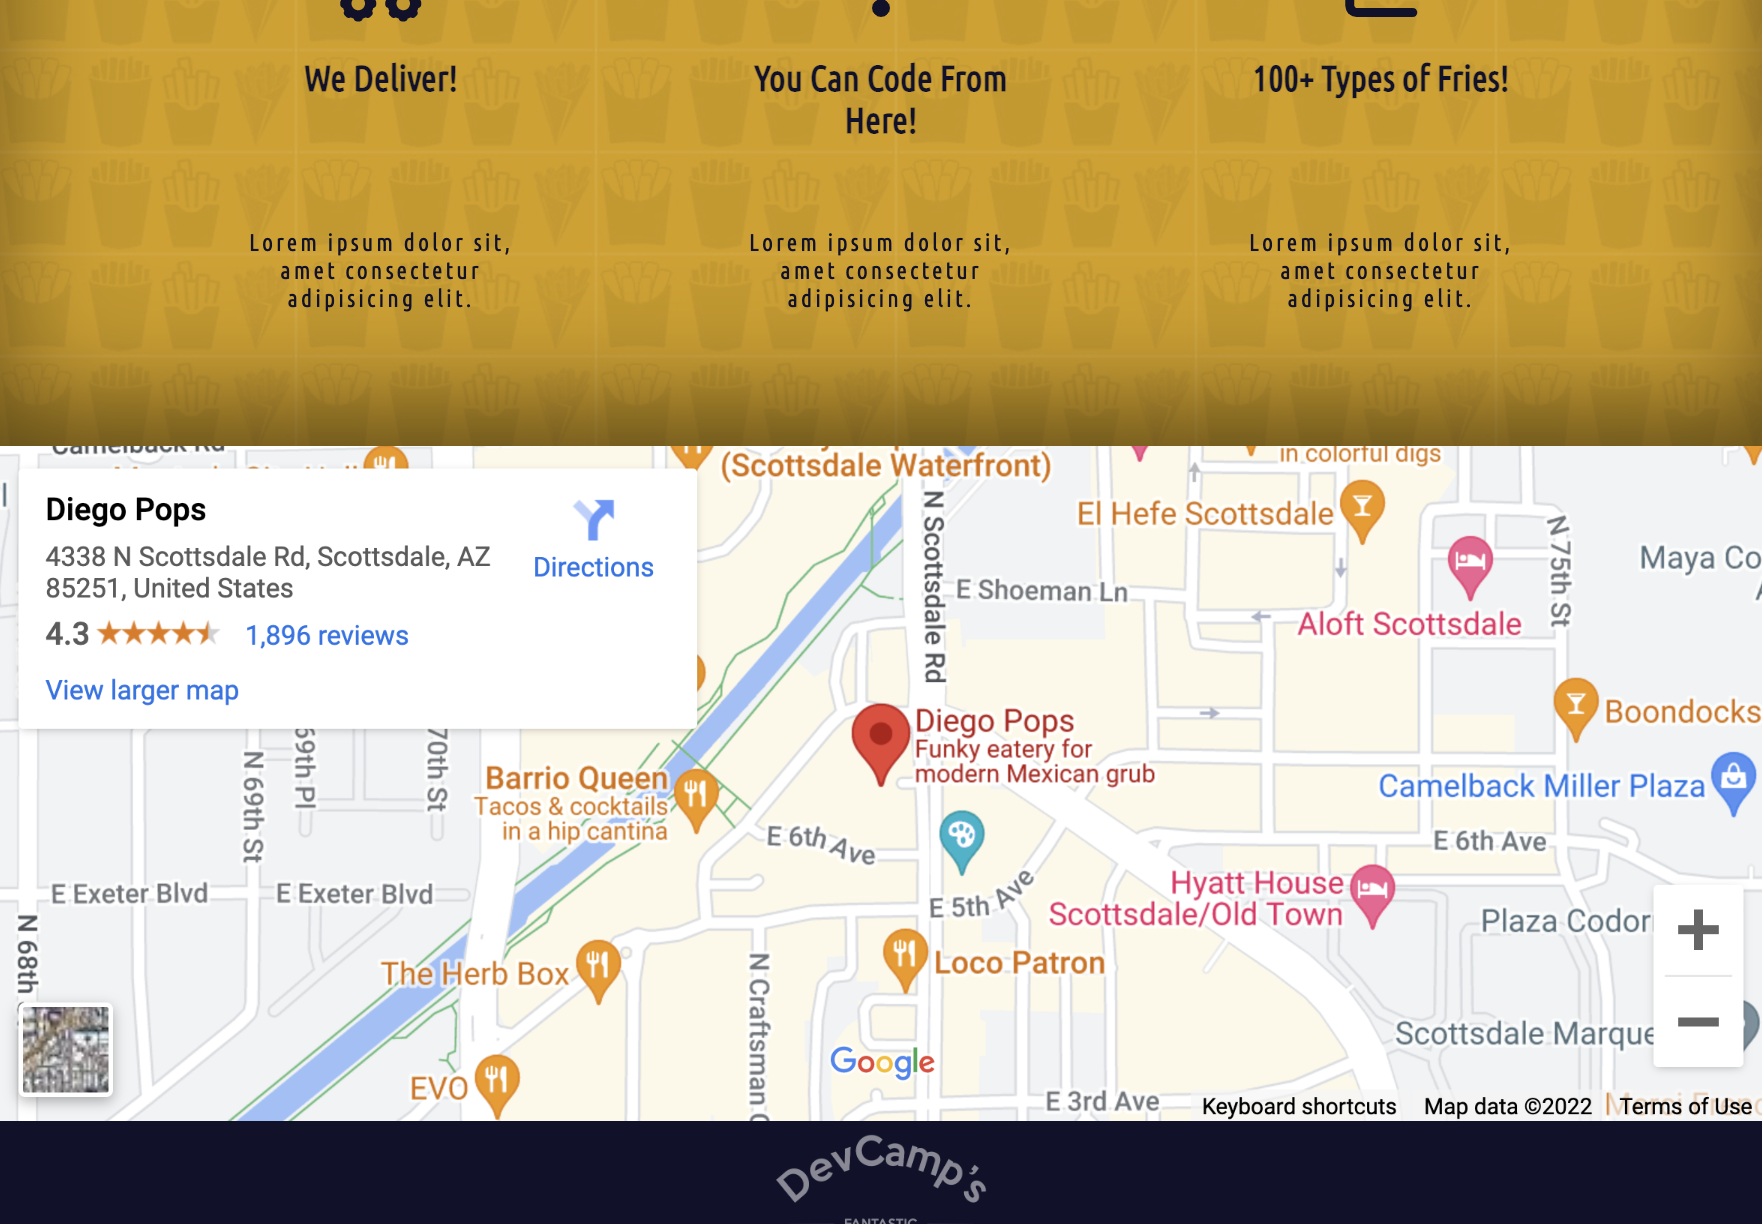 We Deliver!
You Can Code From
Here!
100+ Types of Fries!
Lorem ipsum dolor sit,
amet consectetur
adipisicing elit.
Lorem ipsum dolor sit,
amet consectetur
adipisicing elit.
Lorem ipsum dolor sit,
amet consectetur
adipisicing elit.
Camelback Rd
(Scottsdale Waterfront)
in colorful digs
Diego Pops
4338 N Scottsdale Rd, Scottsdale, AZ
85251, United States
4.3
1,896 reviews
View larger map
Directions
N Scottsdale Rd
El Hefe Scottsdale
E Shoeman Ln
Aloft Scottsdale
N 75th St
Maya Co
Boondocks
Diego Pops
Funky eatery for
modern Mexican grub
Camelback Miller Plaza
Barrio Queen
Tacos & cocktails
in a hip cantina
N 69th St
69th Pl
70th St
E 6th Ave
E 6th Ave
E Exeter Blvd
E Exeter Blvd
E 5th Ave
Hyatt House
Scottsdale/Old Town
Plaza Codor
N 68th
The Herb Box
Loco Patron
N Craftsman
Scottsdale Marque
EVO
Google
E 3rd Ave
Keyboard shortcuts
Map data ©2022
Terms of Use
DevCamp's
FANTASTIC